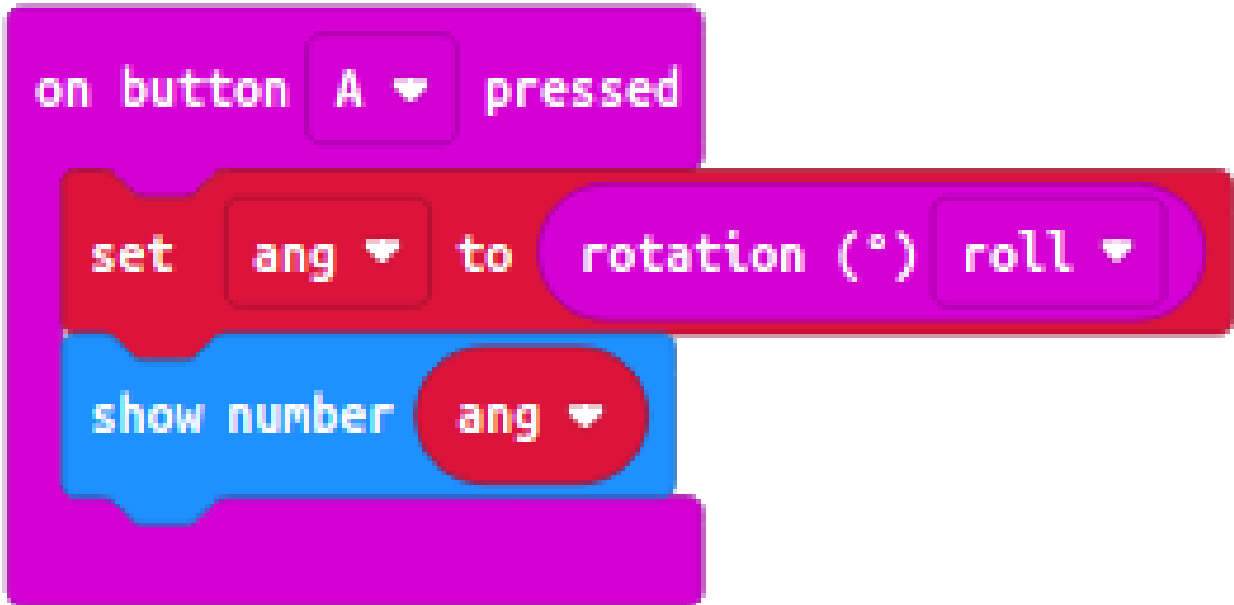 on button A pressed
set ang to rotation (°) roll
show number ang